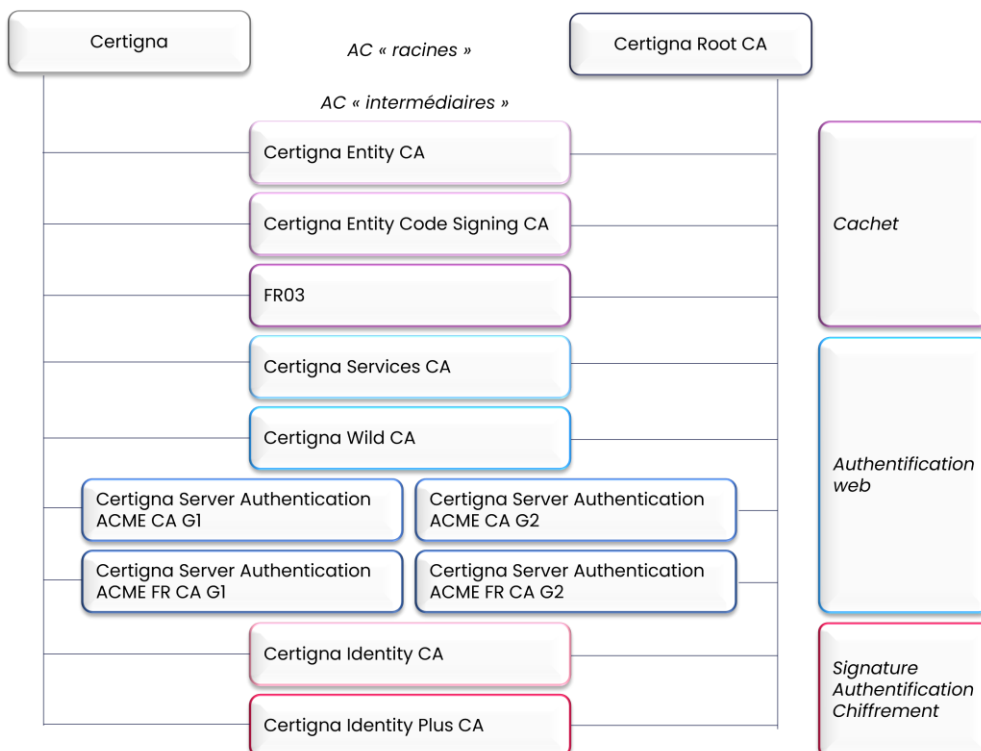 Certigna
AC « racines »
Certigna Root CA
AC « intermédiaires »
Certigna Entity CA
Certigna Entity Code Signing CA
FR03
Cachet
Certigna Services CA
Certigna Wild CA
Certigna Server Authentication
ACME CA G1
Certigna Server Authentication
ACME CA G2
Certigna Server Authentication
ACME FR CA G1
Certigna Server Authentication
ACME FR CA G2
Authentification
web
Certigna Identity CA
Certigna Identity Plus CA
Signature
Authentification
Chiffrement